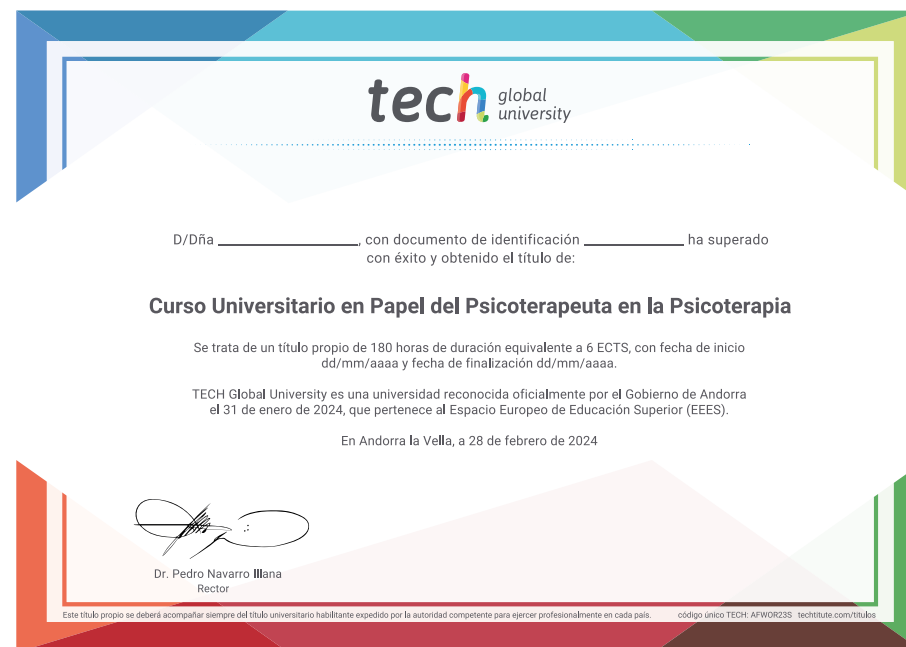 tech global university
D/Dña ____________________, con documento de identificación ______________ ha superado
con éxito y obtenido el título de:
Curso Universitario en Papel del Psicoterapeuta en la Psicoterapia
Se trata de un título propio de 180 horas de duración equivalente a 6 ECTS, con fecha de inicio
dd/mm/aaaa y fecha de finalización dd/mm/aaaa.
TECH Global University es una universidad reconocida oficialmente por el Gobierno de Andorra
el 31 de enero de 2024, que pertenece al Espacio Europeo de Educación Superior (EEES).
En Andorra la Vella, a 28 de febrero de 2024
Dr. Pedro Navarro Illana
Rector
Este título propio se deberá acompañar siempre del título universitario habilitante expedido por la autoridad competente para ejercer profesionalmente en cada país. código único TECH: AFWOR23S techtitute.com/titulos